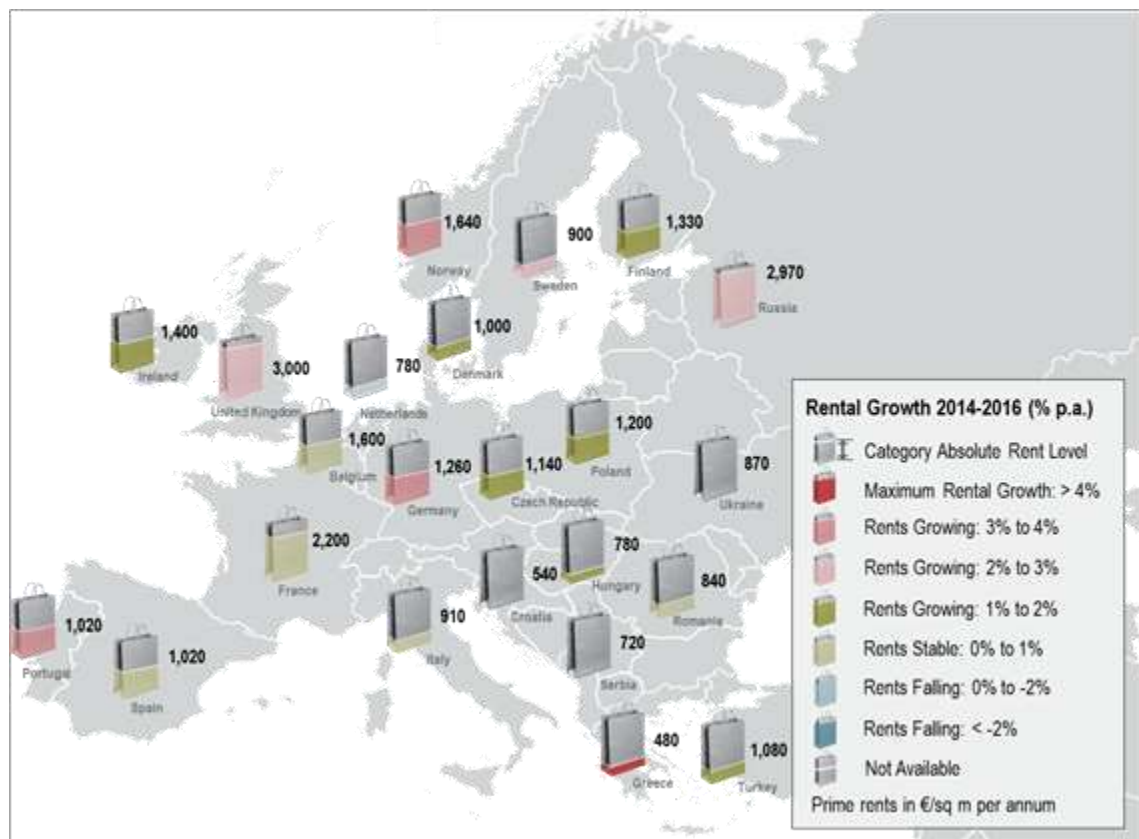 1,640
Norway
900
Sweden
1,330
Finland
2,970
Russia
1,400
Ireland
3,000
United Kingdom
780
Netherlands
1,000
Denmark
1,600
Belgium
1,260
Germany
1,140
Czech Republic
1,200
Poland
870
Ukraine
2,200
France
540
Croatia
780
Hungary
840
Romania
1,020
Portugal
1,020
Spain
910
Italy
720
Serbia
480
Greece
1,080
Turkey
Rental Growth 2014-2016 (% p.a.)
Category Absolute Rent Level
Maximum Rental Growth: > 4%
Rents Growing: 3% to 4%
Rents Growing: 2% to 3%
Rents Growing: 1% to 2%
Rents Stable: 0% to 1%
Rents Falling: 0% to -2%
Rents Falling: < -2%
Not Available
Prime rents in €/sq m per annum